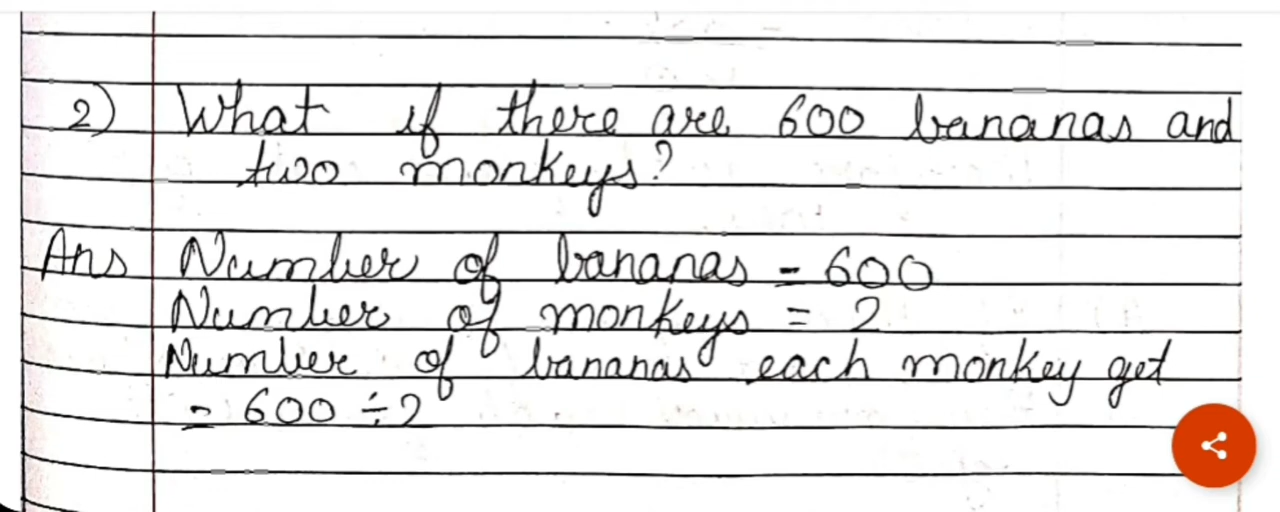 2) What if there are 600 bananas and
two monkeys?
Ans Number of bananas = 600
Number of monkeys = 2
Number of bananas each monkey get
= 600 ÷ 2